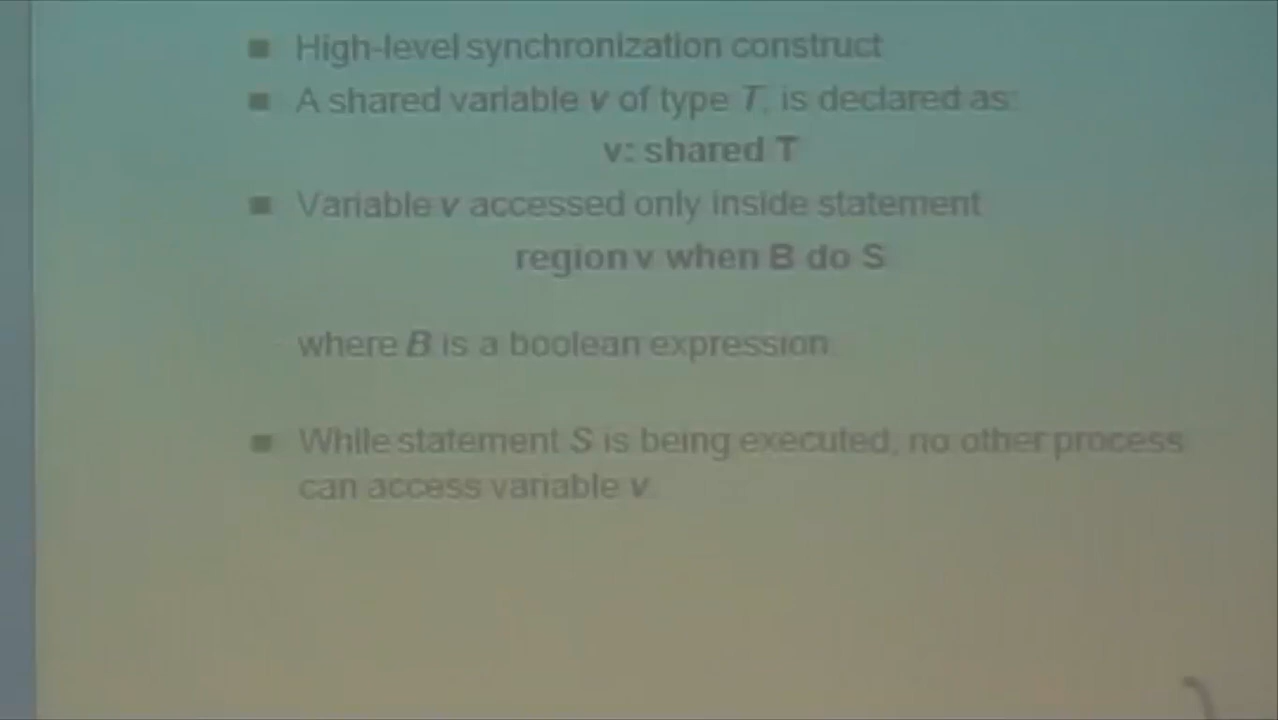 High-level synchronization construct
A shared variable v of type T, is declared as:
v: shared T
Variable v accessed only inside statement
region v when B do S
where B is a boolean expression.
While statement S is being executed, no other process
can access variable v.